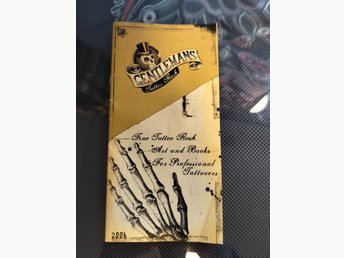 GENTLEMANS
Tattoo Flash
Fine Tattoo Flash
Art and Books
For Professional
Tattooers
2006